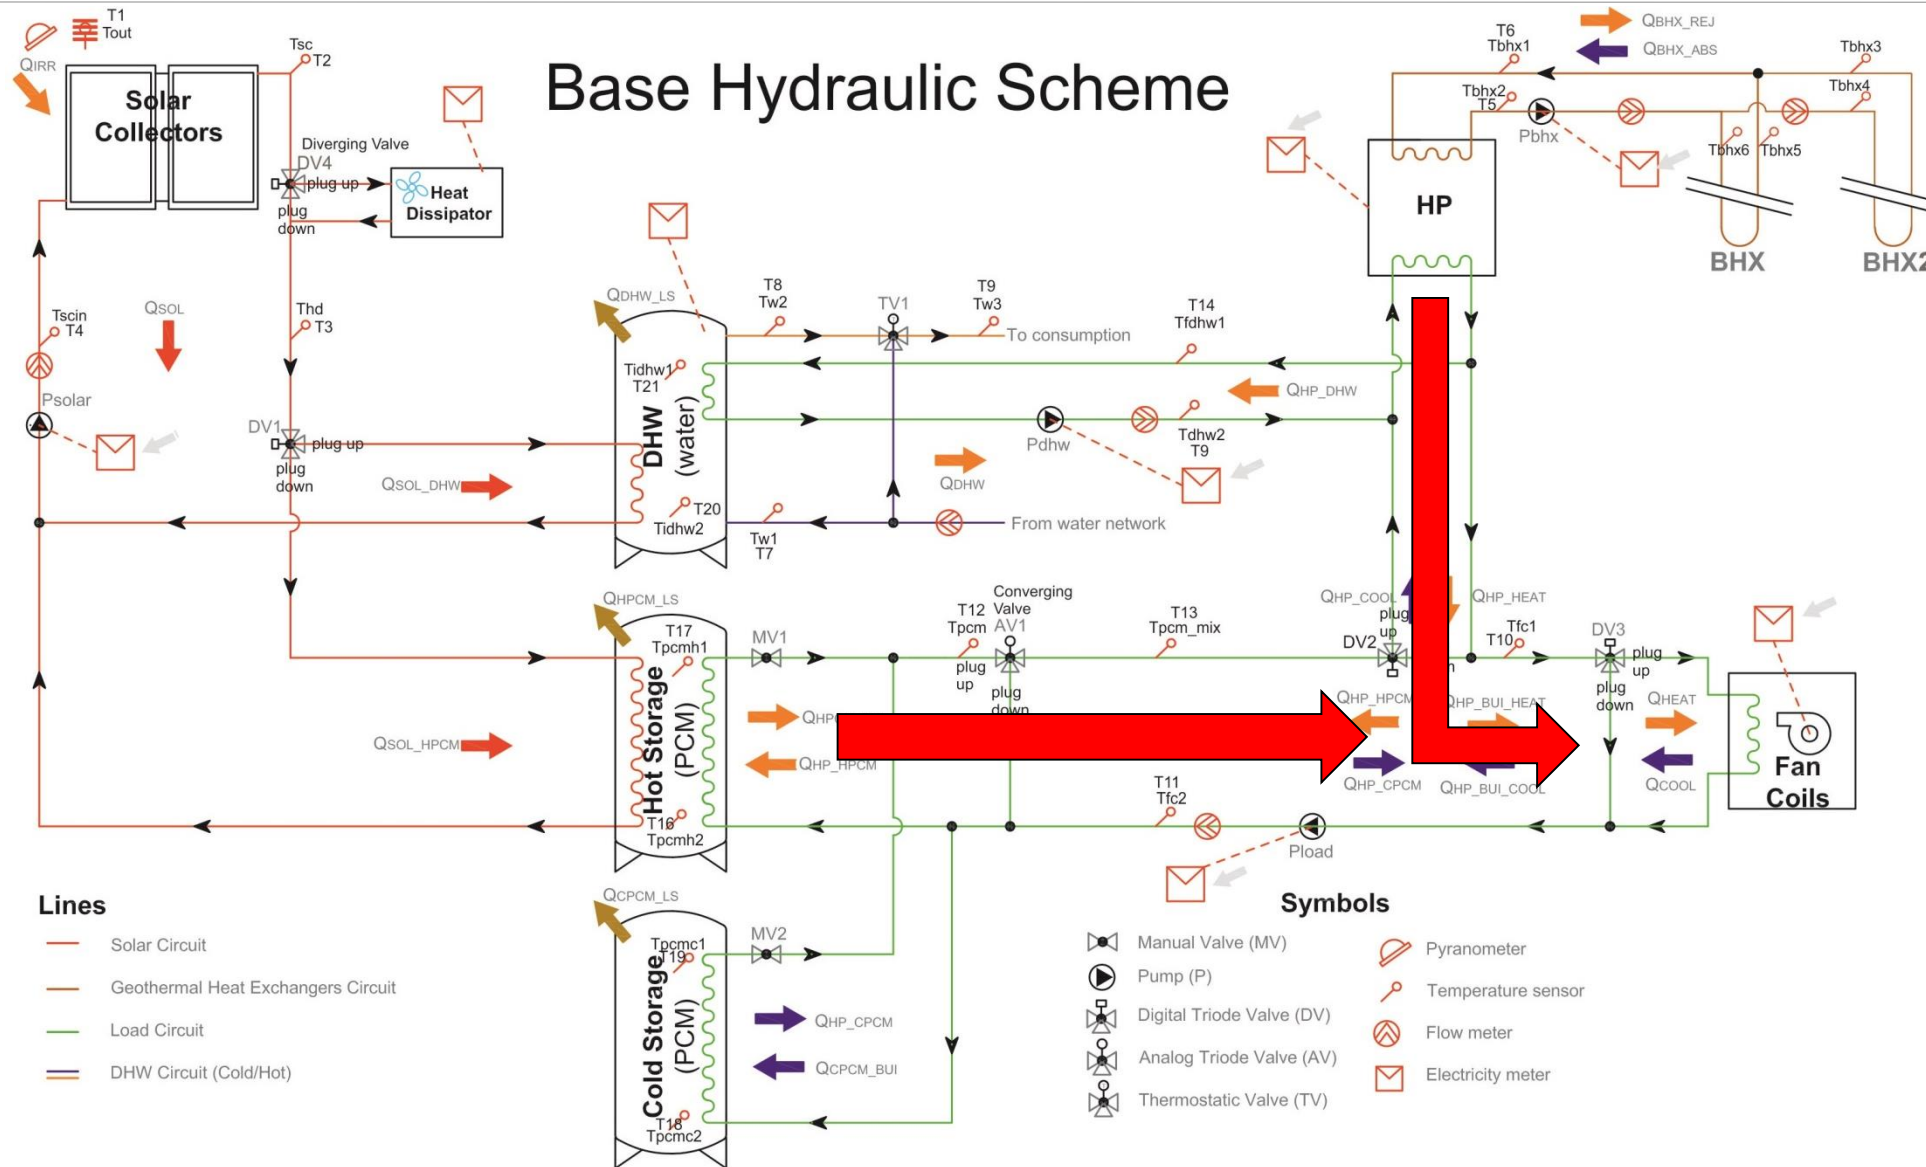 Base Hydraulic Scheme
T1
Tout
QIRR
Solar
Collectors
Tsc
T2
Diverging Valve
DV4
plug up
plug
down
Heat
Dissipator
Tscin
T4
QSOL
Thd
T3
Psolar
DV1
plug up
plug
down
QSOL_DHW
QDHW_LS
T8
Tw2
TV1
T9
Tw3
To consumption
T14
Tfdhw1
Tidhw1
T21
DHW
(water)
QHP_DHW
Pdhw
Tdhw2
T9
QDHW
T20
Tidhw2
Tw1
T7
From water network
T6
Tbhx1
QBHX_REJ
QBHX_ABS
Tbhx3
Tbhx2
T5
Pbhx
Tbhx4
Tbhx6
Tbhx5
HP
BHX
BHX2
QHPCM_LS
T17
Tpcmh1
MV1
Hot Storage
(PCM)
T16
Tpcmh2
QSOL_HPCM
QHP_HPCM
T12
Tpcm
plug
up
Converging
Valve
AV1
plug
down
T13
Tpcm_mix
QHP_COOL
plug
up
DV2
QHP_HEAT
Tfc1
T10
DV3
plug
up
plug
down
QHP_HPCM
QHP_BUI_HEAT
QHP_CPCM
QHP_BUI_COOL
QHEAT
QCOOL
Fan
Coils
T11
Tfc2
Pload
QCPCM_LS
Tpcmc1
T19
MV2
Cold Storage
(PCM)
T18
Tpcmc2
QHP_CPCM
QCPCM_BUI
Lines
Solar Circuit
Geothermal Heat Exchangers Circuit
Load Circuit
DHW Circuit (Cold/Hot)
Symbols
Manual Valve (MV)
Pump (P)
Digital Triode Valve (DV)
Analog Triode Valve (AV)
Thermostatic Valve (TV)
Pyranometer
Temperature sensor
Flow meter
Electricity meter